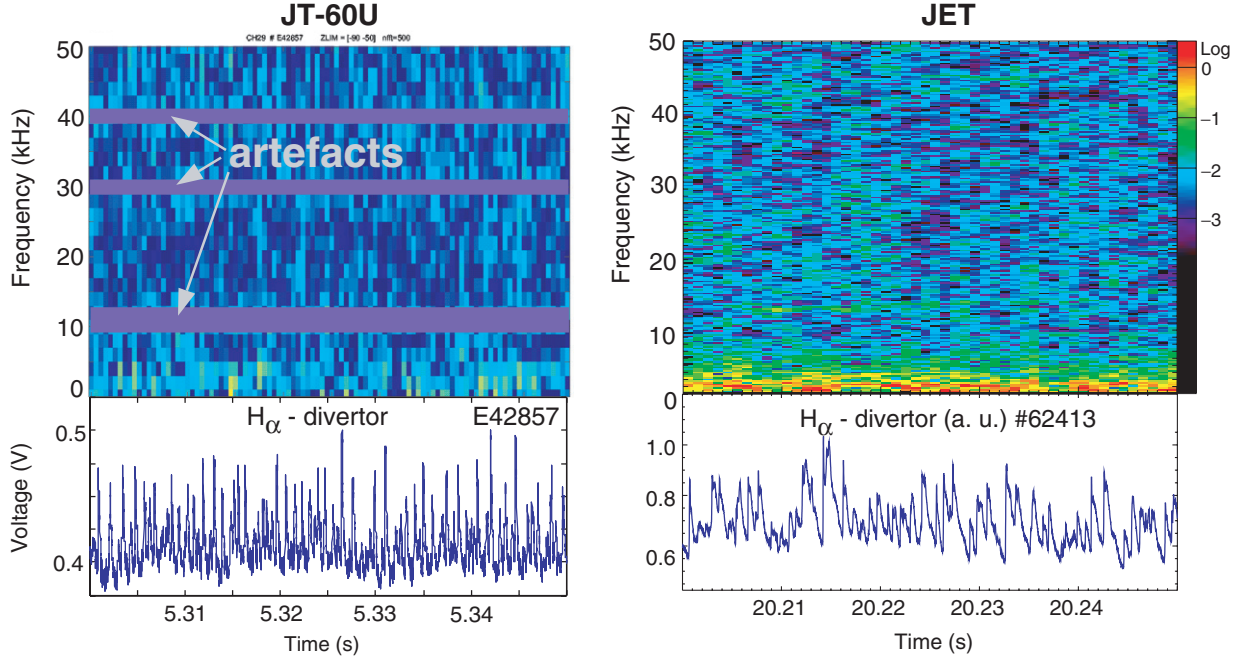 JT-60U
CH29 # E42857 ZLIM = [-90 -50] nfft=500
50
40
30
20
10
0
Frequency (kHz)
artefacts
Hα - divertor E42857
0.5
0.4
Voltage (V)
5.31 5.32 5.33 5.34
Time (s)
JET
50
40
30
20
10
0
Frequency (kHz)
Log
0
−1
−2
−3
Hα - divertor (a. u.) #62413
1.0
0.8
0.6
20.21 20.22 20.23 20.24
Time (s)